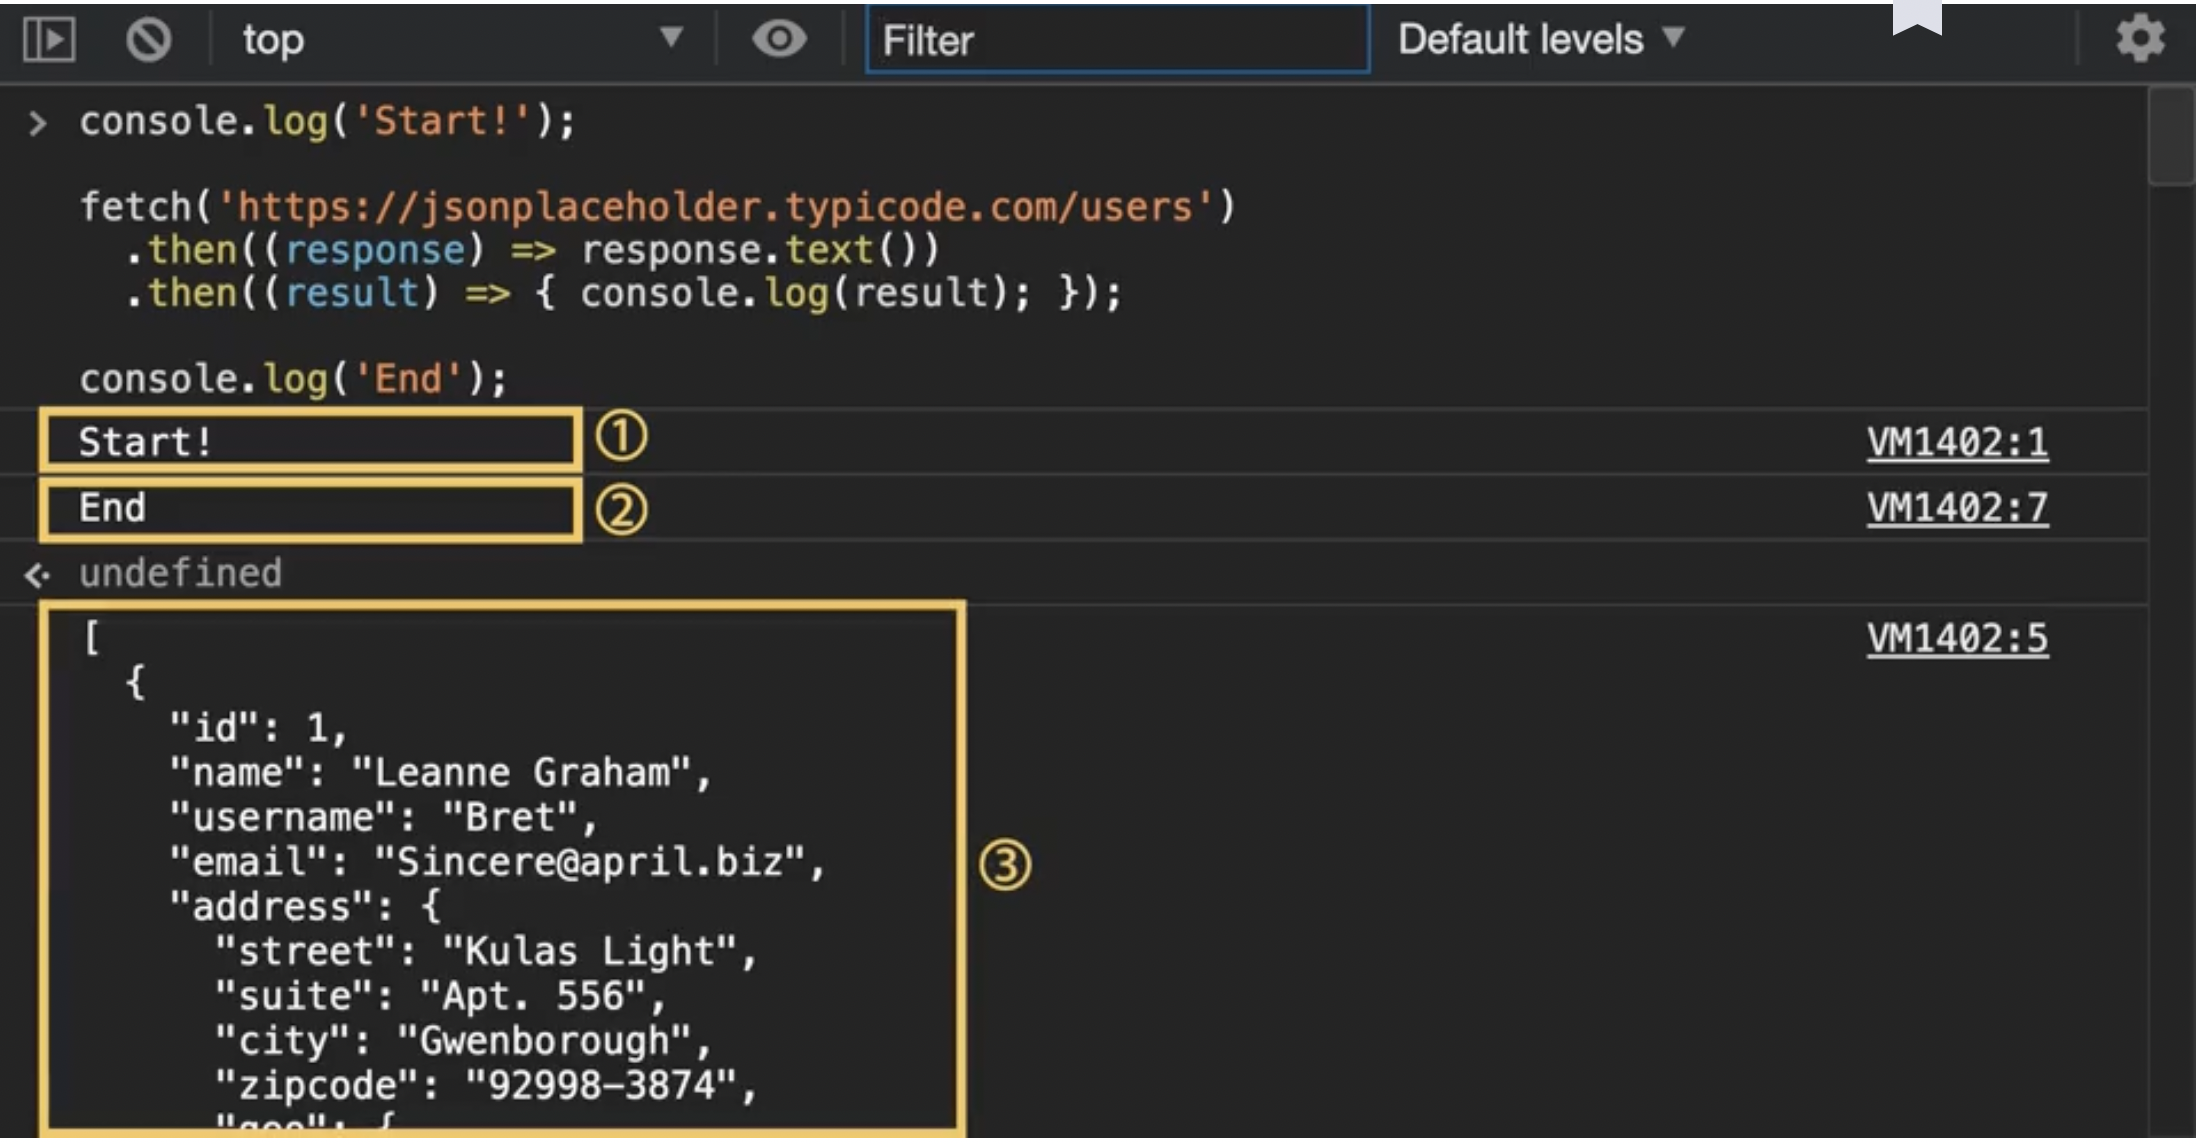 top Filter Default levels
console.log('Start!');
fetch('https://jsonplaceholder.typicode.com/users')
.then((response) => response.text())
.then((result) => { console.log(result); });
console.log('End');
Start! ① VM1402:1
End ② VM1402:7
undefined
[ VM1402:5
{
"id": 1,
"name": "Leanne Graham",
"username": "Bret",
"email": "Sincere@april.biz", ③
"address": {
"street": "Kulas Light",
"suite": "Apt. 556",
"city": "Gwenborough",
"zipcode": "92998-3874",
"geo": {